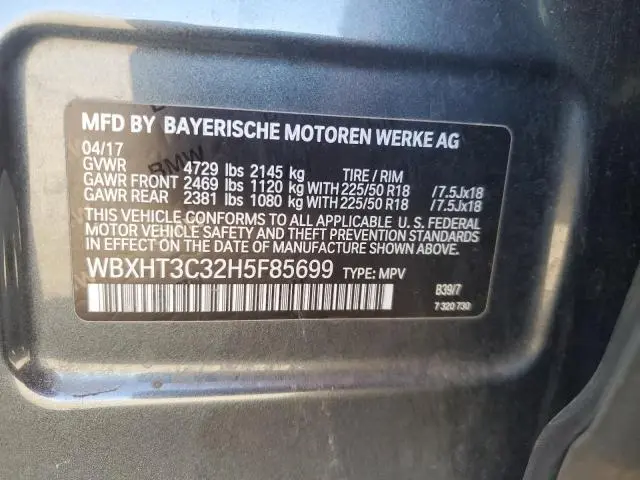 MFD BY BAYERISCHE MOTOREN WERKE AG
04/17
GVWR 4729 lbs 2145 kg TIRE / RIM
GAWR FRONT 2469 lbs 1120 kg WITH 225/50 R18 /7.5Jx18
GAWR REAR 2381 lbs 1080 kg WITH 225/50 R18 /7.5Jx18
THIS VEHICLE CONFORMS TO ALL APPLICABLE U. S. FEDERAL
MOTOR VEHICLE SAFETY, BUMPER, AND THEFT PREVENTION
STANDARDS IN EFFECT ON THE DATE OF MANUFACTURE SHOWN ABOVE.
WBXHT3C32H5F85699 TYPE: MPV
B39/7
7 320 730
BMW